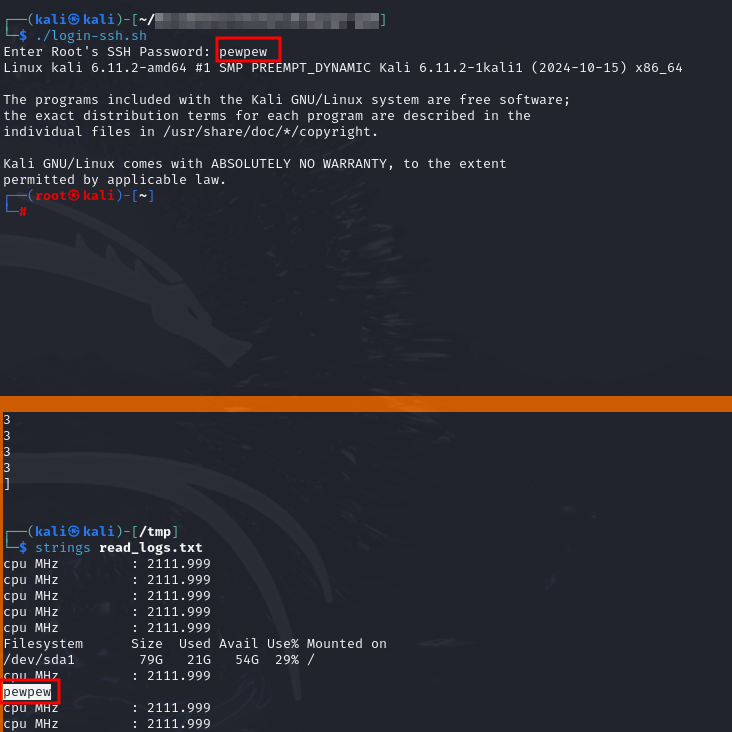 ┌──(kali㉿kali)-[~/ ]
└─$ ./login-ssh.sh
Enter Root's SSH Password: pewpew
Linux kali 6.11.2-amd64 #1 SMP PREEMPT_DYNAMIC Kali 6.11.2-1kali1 (2024-10-15) x86_64
The programs included with the Kali GNU/Linux system are free software;
the exact distribution terms for each program are described in the
individual files in /usr/share/doc/*/copyright.
Kali GNU/Linux comes with ABSOLUTELY NO WARRANTY, to the extent
permitted by applicable law.
┌──(root㉿kali)-[~]
└─#
3
3
3
3
]
┌──(kali㉿kali)-[/tmp]
└─$ strings read_logs.txt
cpu MHz         : 2111.999
cpu MHz         : 2111.999
cpu MHz         : 2111.999
cpu MHz         : 2111.999
cpu MHz         : 2111.999
Filesystem      Size  Used Avail Use% Mounted on
/dev/sda1        79G   21G   54G  29% /
cpu MHz         : 2111.999
pewpew
cpu MHz         : 2111.999
cpu MHz         : 2111.999